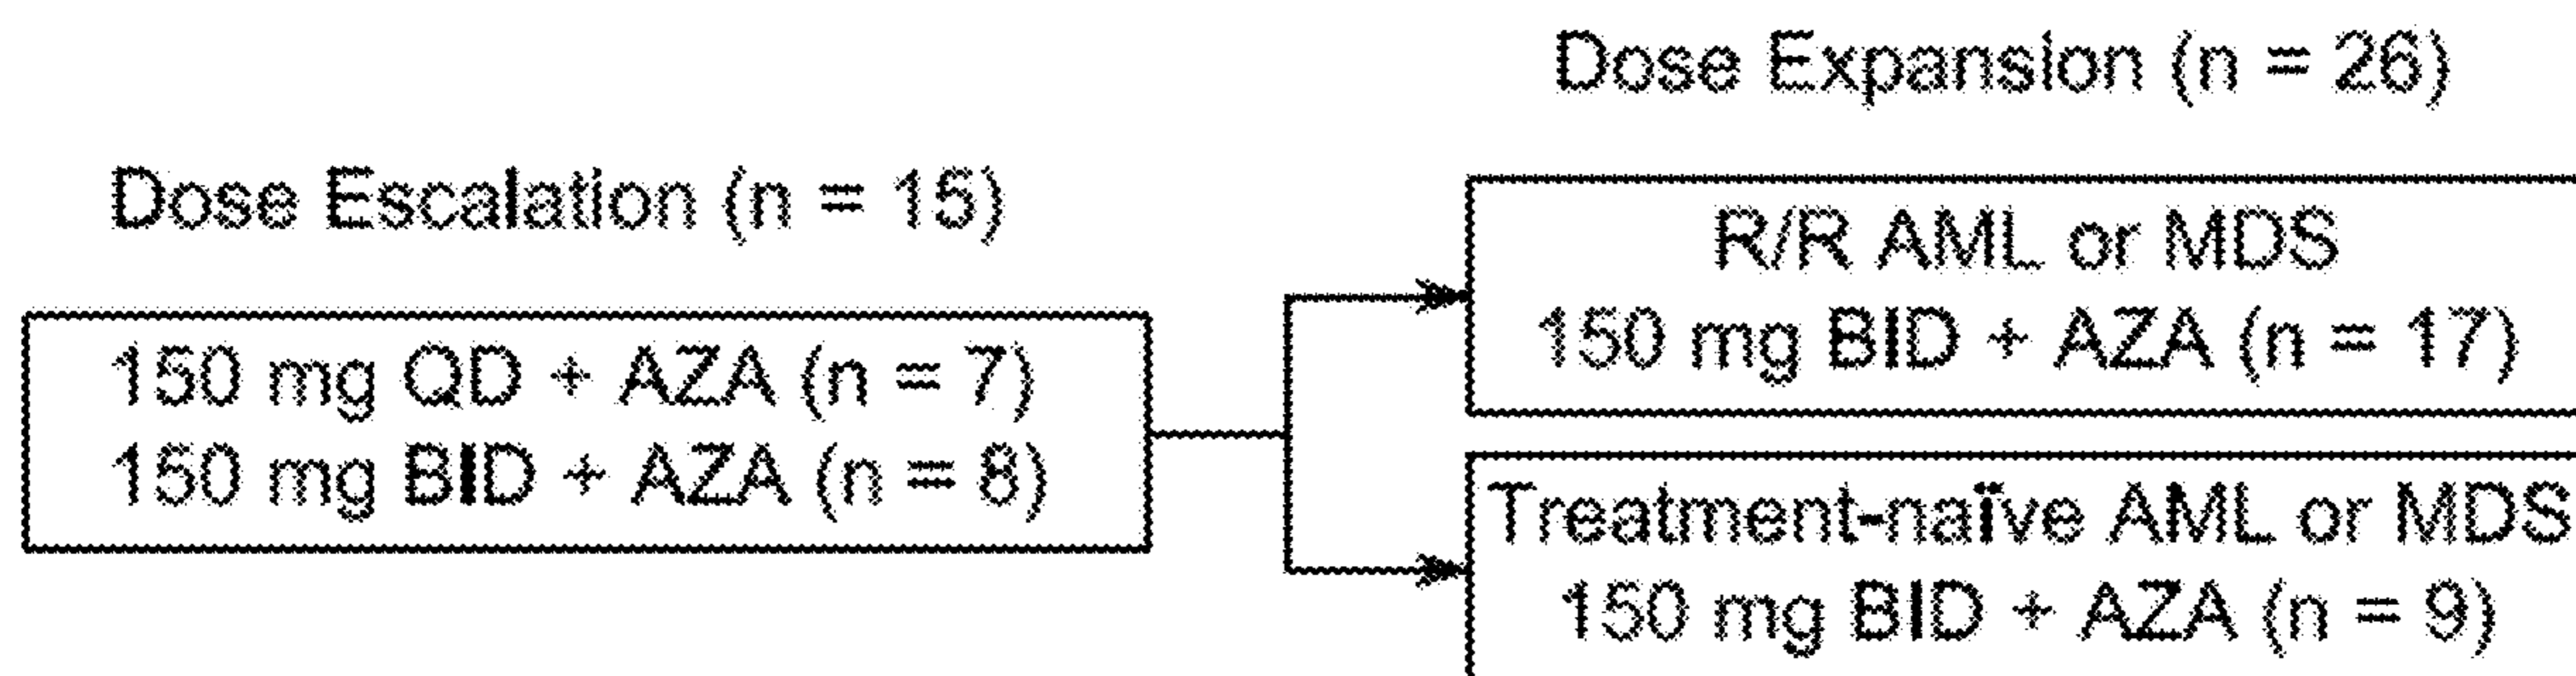 Dose Escalation (n = 15)
150 mg QD + AZA (n = 7)
150 mg BID + AZA (n = 8)
Dose Expansion (n = 26)
R/R AML or MDS
150 mg BID + AZA (n = 17)
Treatment-naïve AML or MDS
150 mg BID + AZA (n = 9)